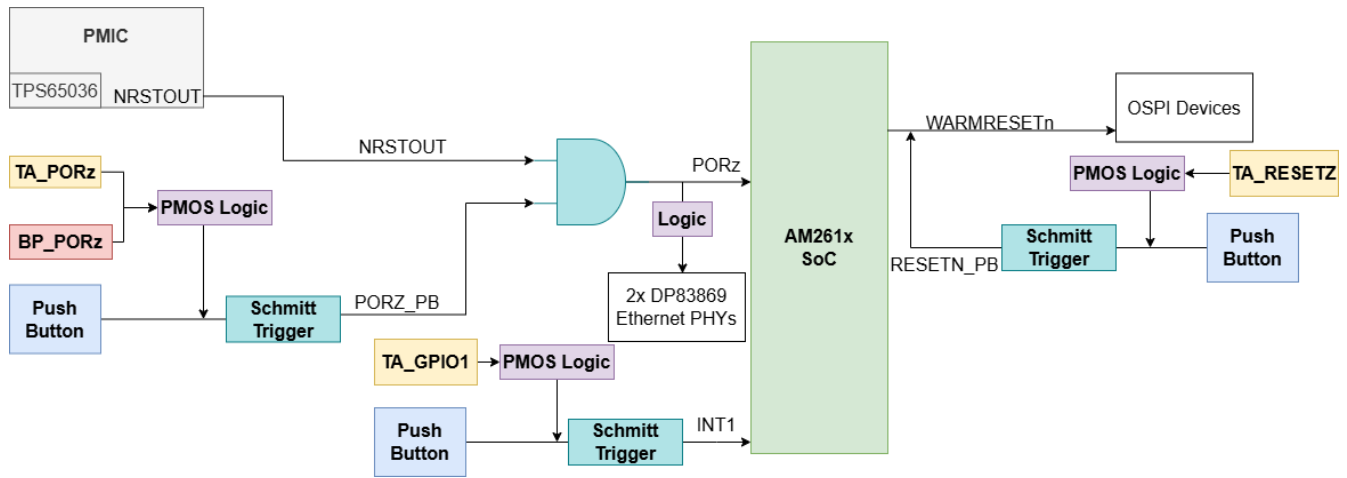 PMIC
TPS65036
NRSTOUT
NRSTOUT
TA_PORz
PMOS Logic
BP_PORz
Push
Button
Schmitt
Trigger
PORZ_PB
PORz
Logic
2x DP83869
Ethernet PHYs
TA_GPIO1
PMOS Logic
Push
Button
Schmitt
Trigger
INT1
AM261x
SoC
WARMRESETn
OSPI Devices
PMOS Logic
TA_RESETZ
RESETN_PB
Schmitt
Trigger
Push
Button